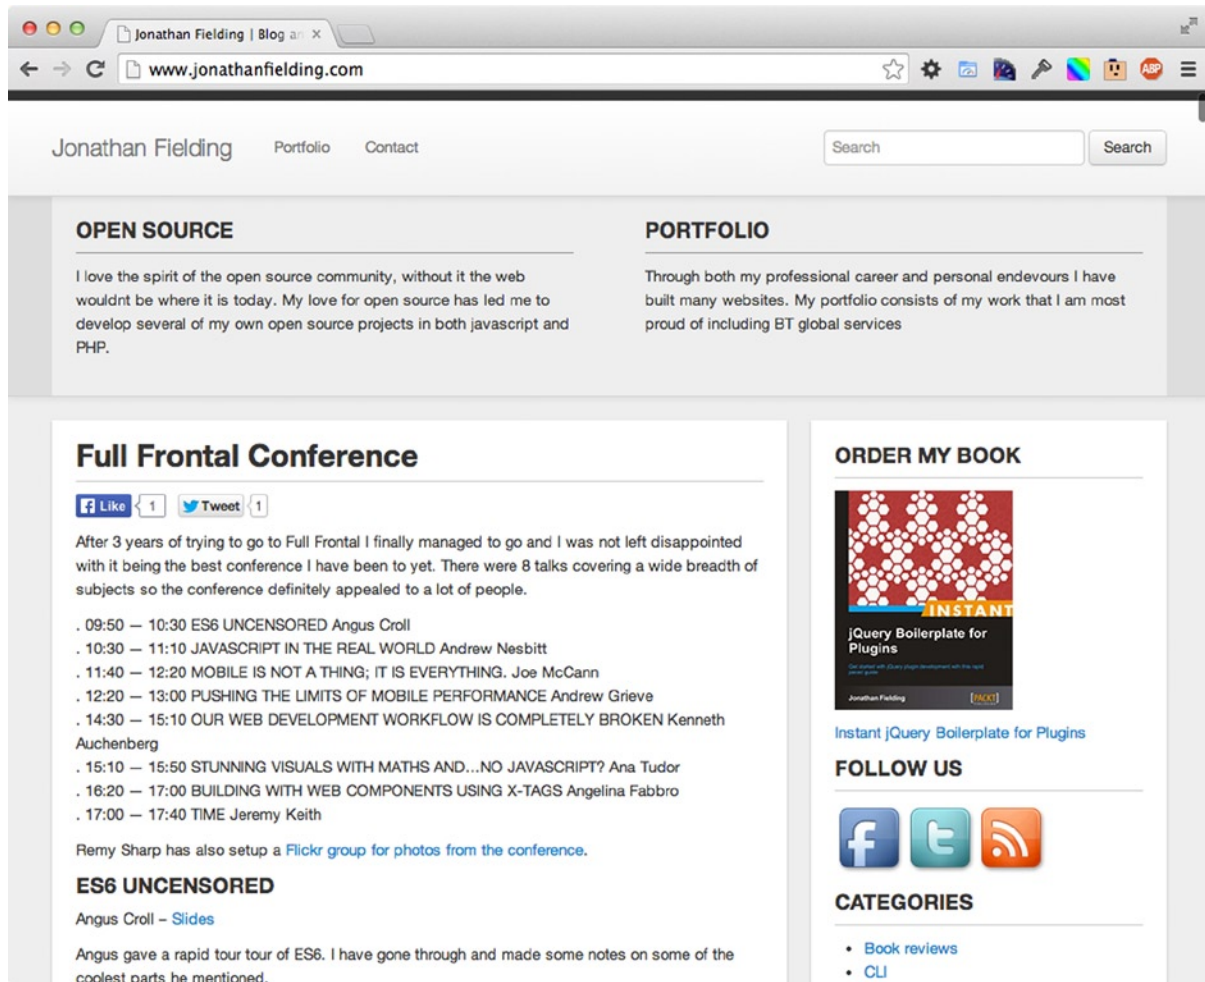 Jonathan Fielding | Blog an
www.jonathanfielding.com
ABP
Jonathan Fielding
Portfolio
Contact
Search
Search
OPEN SOURCE
I love the spirit of the open source community, without it the web
wouldnt be where it is today. My love for open source has led me to
develop several of my own open source projects in both javascript and
PHP.
PORTFOLIO
Through both my professional career and personal endevours I have
built many websites. My portfolio consists of my work that I am most
proud of including BT global services
Full Frontal Conference
Like 1 Tweet 1
After 3 years of trying to go to Full Frontal I finally managed to go and I was not left disappointed
with it being the best conference I have been to yet. There were 8 talks covering a wide breadth of
subjects so the conference definitely appealed to a lot of people.
. 09:50 — 10:30 ES6 UNCENSORED Angus Croll
. 10:30 — 11:10 JAVASCRIPT IN THE REAL WORLD Andrew Nesbitt
. 11:40 — 12:20 MOBILE IS NOT A THING; IT IS EVERYTHING. Joe McCann
. 12:20 — 13:00 PUSHING THE LIMITS OF MOBILE PERFORMANCE Andrew Grieve
. 14:30 — 15:10 OUR WEB DEVELOPMENT WORKFLOW IS COMPLETELY BROKEN Kenneth
Auchenberg
. 15:10 — 15:50 STUNNING VISUALS WITH MATHS AND...NO JAVASCRIPT? Ana Tudor
. 16:20 — 17:00 BUILDING WITH WEB COMPONENTS USING X-TAGS Angelina Fabbro
. 17:00 — 17:40 TIME Jeremy Keith
Remy Sharp has also setup a Flickr group for photos from the conference.
ES6 UNCENSORED
Angus Croll – Slides
Angus gave a rapid tour tour of ES6. I have gone through and made some notes on some of the
coolest parts he mentioned.
ORDER MY BOOK
INSTANT
jQuery Boilerplate for
Plugins
Get started with jQuery plugin development with this rapid
paced guide
Jonathan Fielding
[PACKT]
Instant jQuery Boilerplate for Plugins
FOLLOW US
CATEGORIES
• Book reviews
• CLI